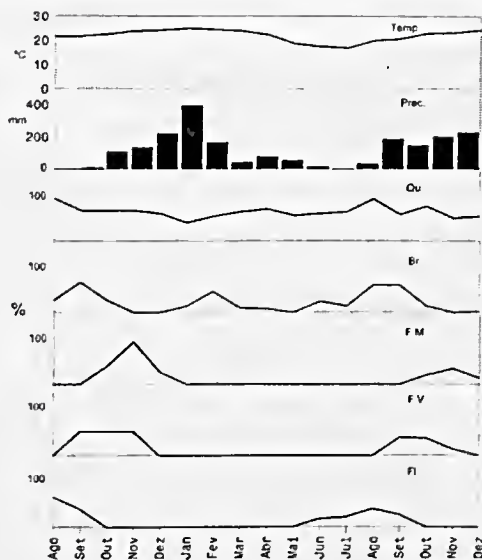 30
Temp
20
°C
10
0
400
Prec.
mm
200
0
100
Qu
100
Br
%
100
F.M
100
F.V
100
Fl
Ago Set Out Nov Dez Jan Fev Mar Abr Mai Jun Jul Ago Set Out Nov Dez